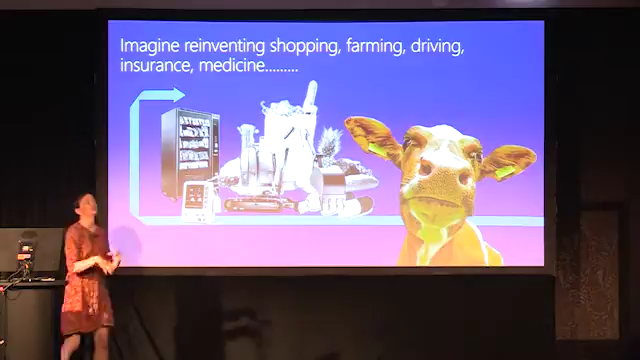 Imagine reinventing shopping, farming, driving,
insurance, medicine.........